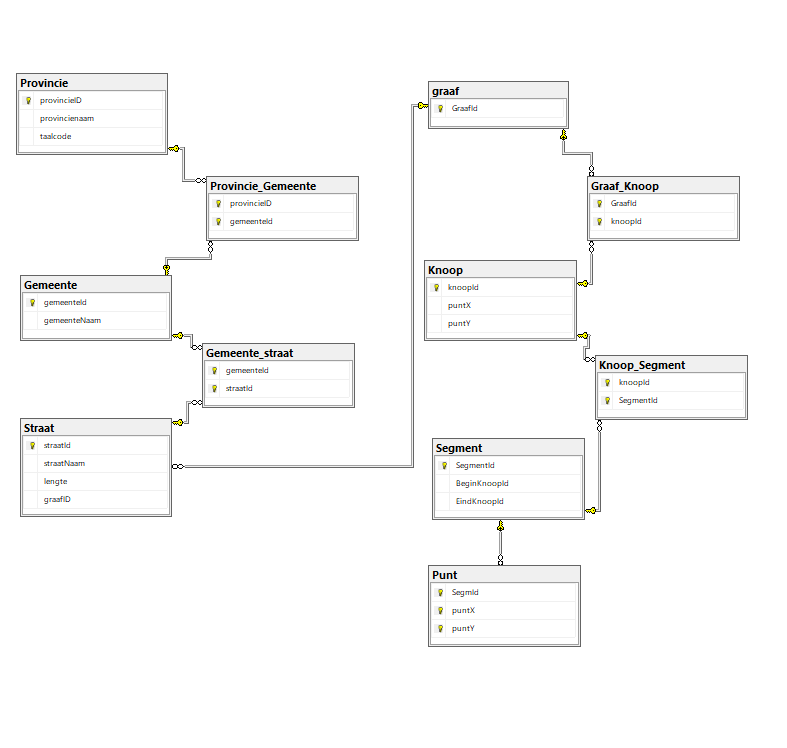 Provincie
provincieID
provincienaam
taalcode
Provincie_Gemeente
provincieID
gemeenteId
Gemeente
gemeenteId
gemeenteNaam
Gemeente_straat
gemeenteId
straatId
Straat
straatId
straatNaam
lengte
graafID
graaf
GraafId
Graaf_Knoop
GraafId
knoopId
Knoop
knoopId
puntX
puntY
Knoop_Segment
knoopId
SegmentId
Segment
SegmentId
BeginKnoopId
EindKnoopId
Punt
SegmId
puntX
puntY